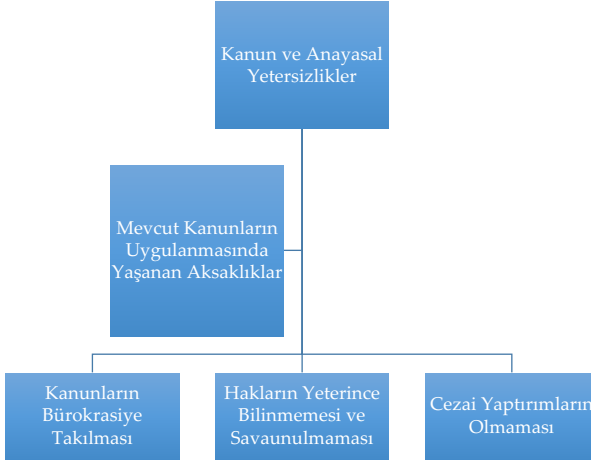 Kanun ve Anayasal
Yetersizlikler
Mevcut Kanunların
Uygulanmasında
Yaşanan Aksaklıklar
Kanunların
Bürokrasiye
Takılması
Hakların Yeterince
Bilinmemesi ve
Savaunulmaması
Cezai Yaptırımların
Olmaması